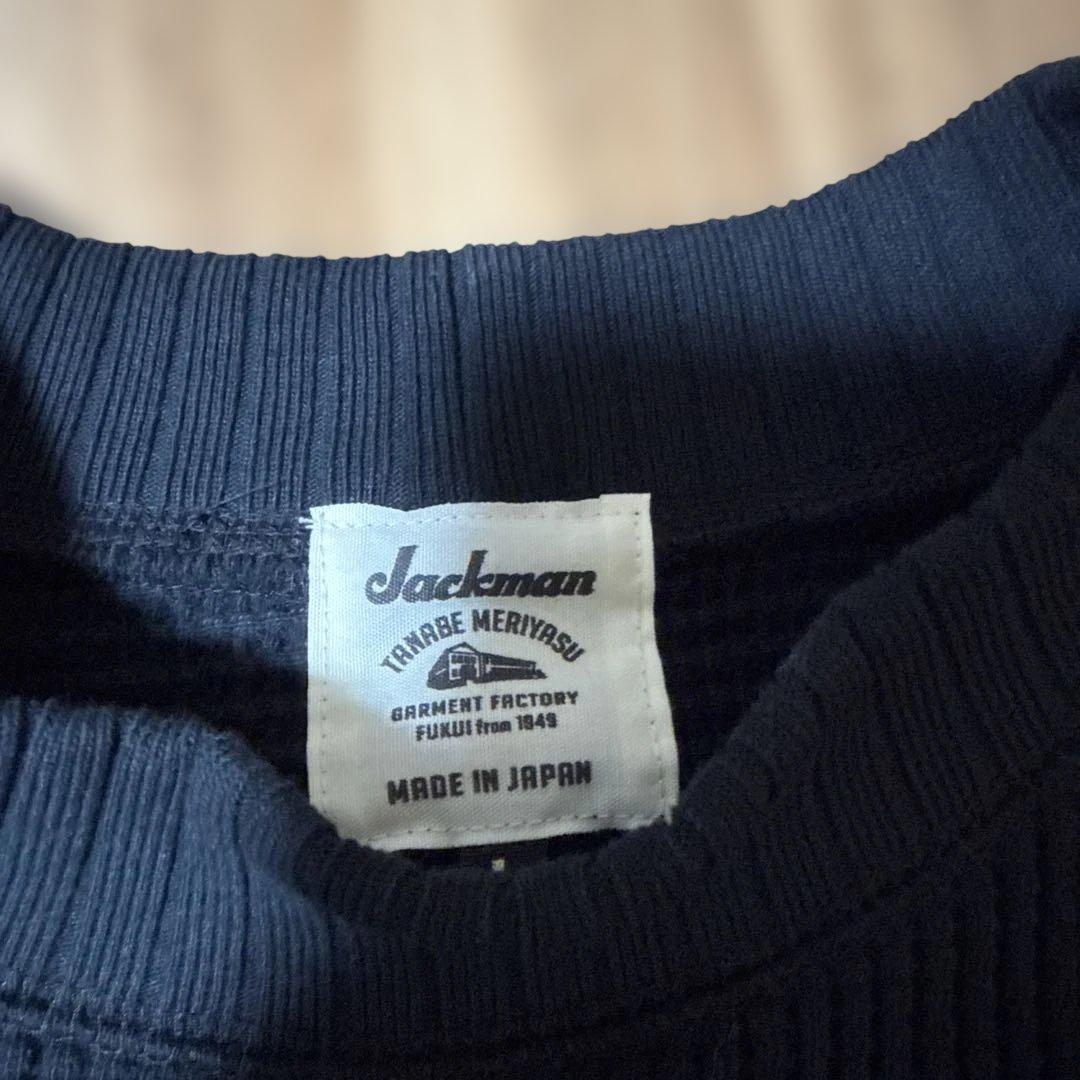 Jackman
TANABE MERIYASU
GARMENT FACTORY
FUKUI from 1949
MADE IN JAPAN